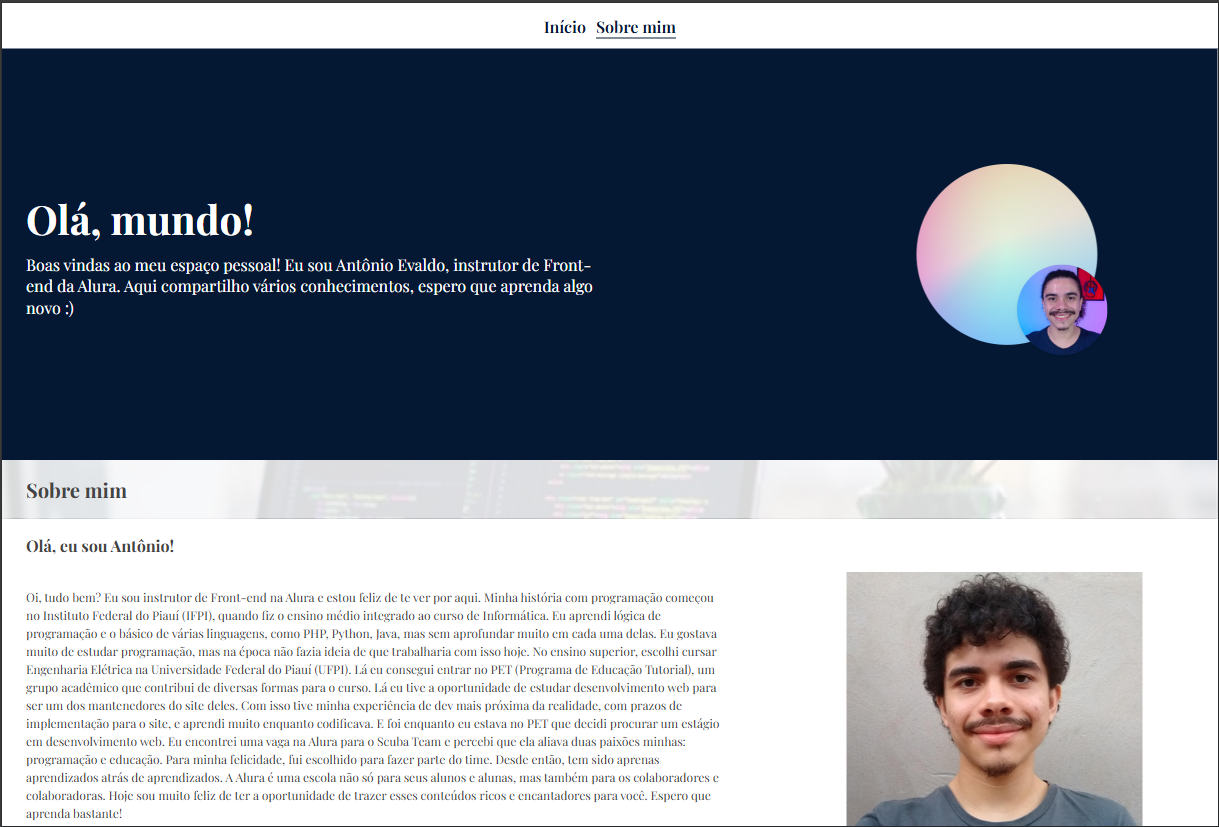 Início Sobre mim
Olá, mundo!
Boas vindas ao meu espaço pessoal! Eu sou Antônio Evaldo, instrutor de Front-
end da Alura. Aqui compartilho vários conhecimentos, espero que aprenda algo
novo :)
Sobre mim
Olá, eu sou Antônio!
Oi, tudo bem? Eu sou instrutor de Front-end na Alura e estou feliz de te ver por aqui. Minha história com programação começou
no Instituto Federal do Piauí (IFPI), quando fiz o ensino médio integrado ao curso de Informática. Eu aprendi lógica de
programação e o básico de várias linguagens, como PHP, Python, Java, mas sem aprofundar muito em cada uma delas. Eu gostava
muito de estudar programação, mas na época não fazia ideia de que trabalharia com isso hoje. No ensino superior, escolhi cursar
Engenharia Elétrica na Universidade Federal do Piauí (UFPI). Lá eu consegui entrar no PET (Programa de Educação Tutorial), um
grupo acadêmico que contribui de diversas formas para o curso. Lá eu tive a oportunidade de estudar desenvolvimento web para
ser um dos mantenedores do site deles. Com isso tive minha experiência de dev mais próxima da realidade, com prazos de
implementação para o site, e aprendi muito enquanto codificava. E foi enquanto eu estava no PET que decidi procurar um estágio
em desenvolvimento web. Eu encontrei uma vaga na Alura para o Scuba Team e percebi que ela aliava duas paixões minhas:
programação e educação. Para minha felicidade, fui escolhido para fazer parte do time. Desde então, tem sido aprenas
aprendizados atrás de aprendizados. A Alura é uma escola não só para seus alunos e alunas, mas também para os colaboradores e
colaboradoras. Hoje sou muito feliz de ter a oportunidade de trazer esses conteúdos ricos e encantadores para você. Espero que
aprenda bastante!